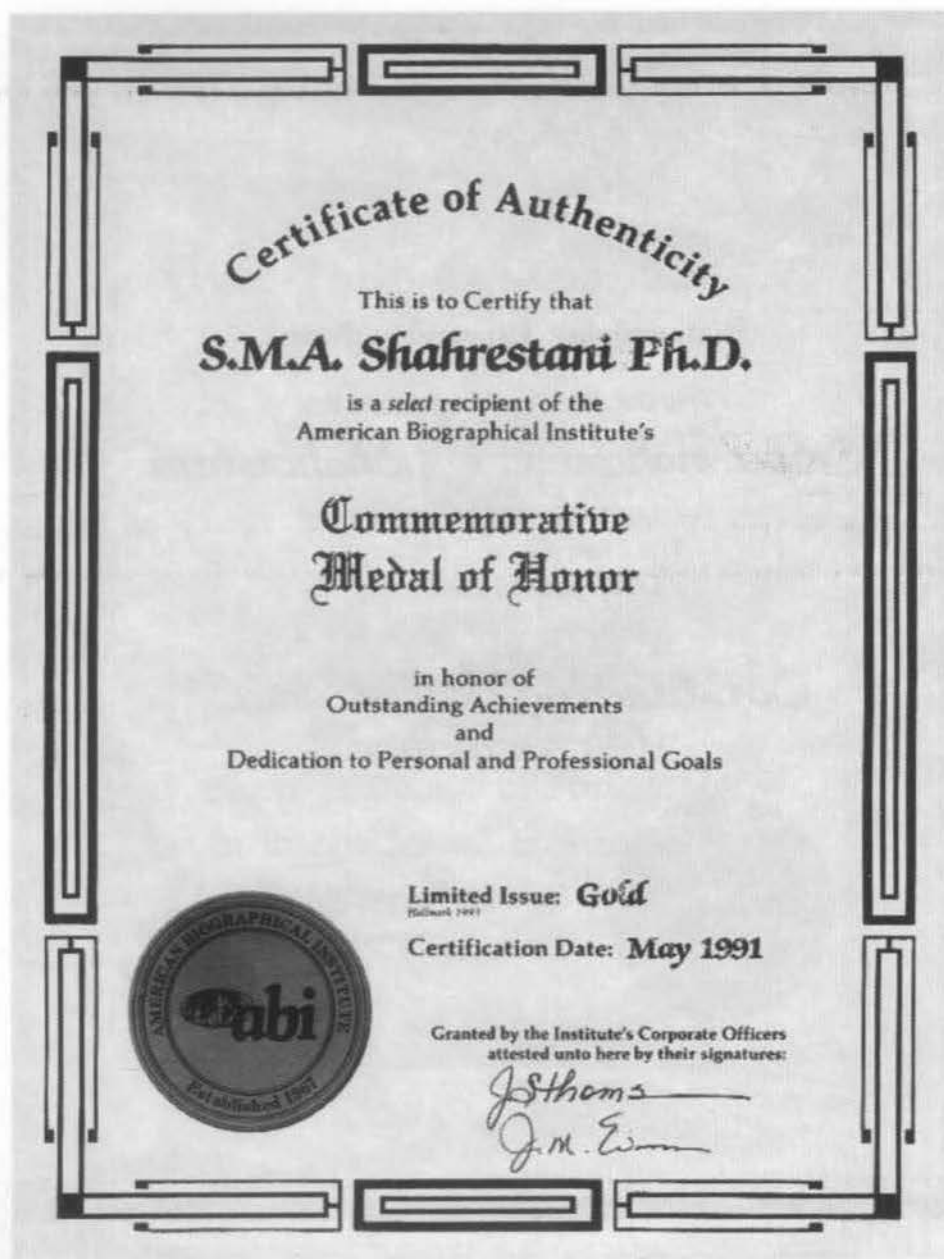 Certificate of Authenticity
This is to Certify that
S.M.A. Shahrestani Ph.D.
is a select recipient of the
American Biographical Institute's
Commemorative
Medal of Honor
in honor of
Outstanding Achievements
and
Dedication to Personal and Professional Goals
Limited Issue: Gold
Hallmark 1991
Certification Date: May 1991
AMERICAN BIOGRAPHICAL INSTITUTE
abi
Established 1967
Granted by the Institute's Corporate Officers
attested unto here by their signatures:
J. M.